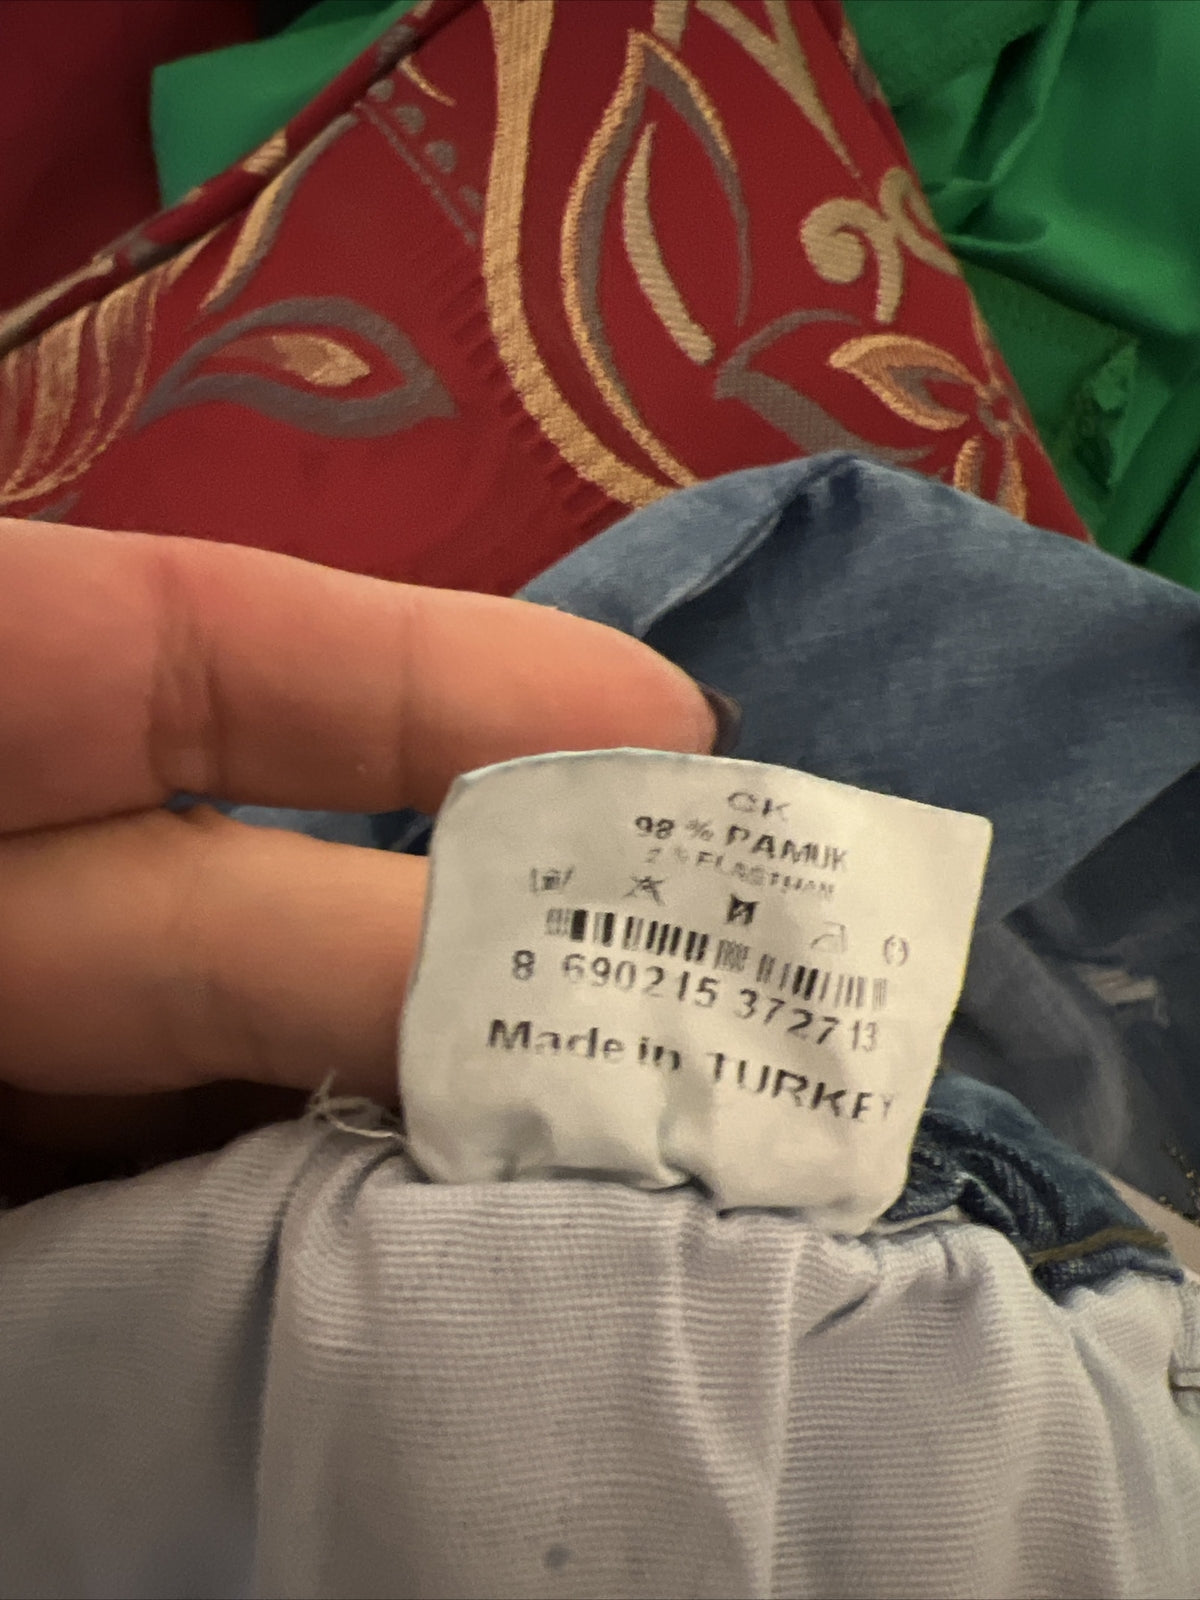 CK
98 % PAMUK
2 % ELASTHAN
8 690215 372713
Made in TURKEY